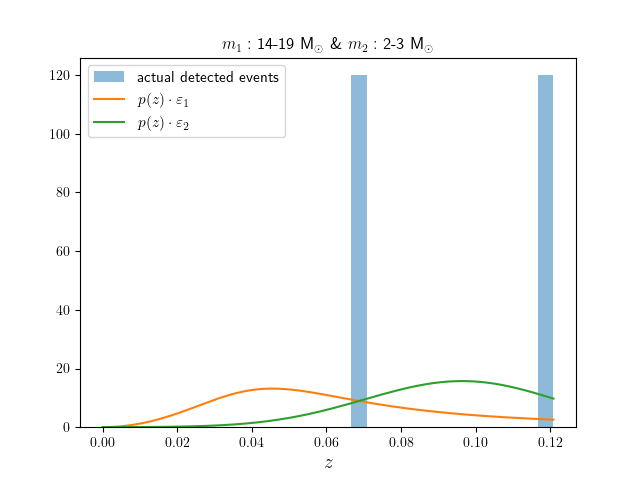 m₁ : 14-19 M☉ & m₂ : 2-3 M☉
actual detected events
p(z) · ε₁
p(z) · ε₂
120
100
80
60
40
20
0
0.00 0.02 0.04 0.06 0.08 0.10 0.12
z